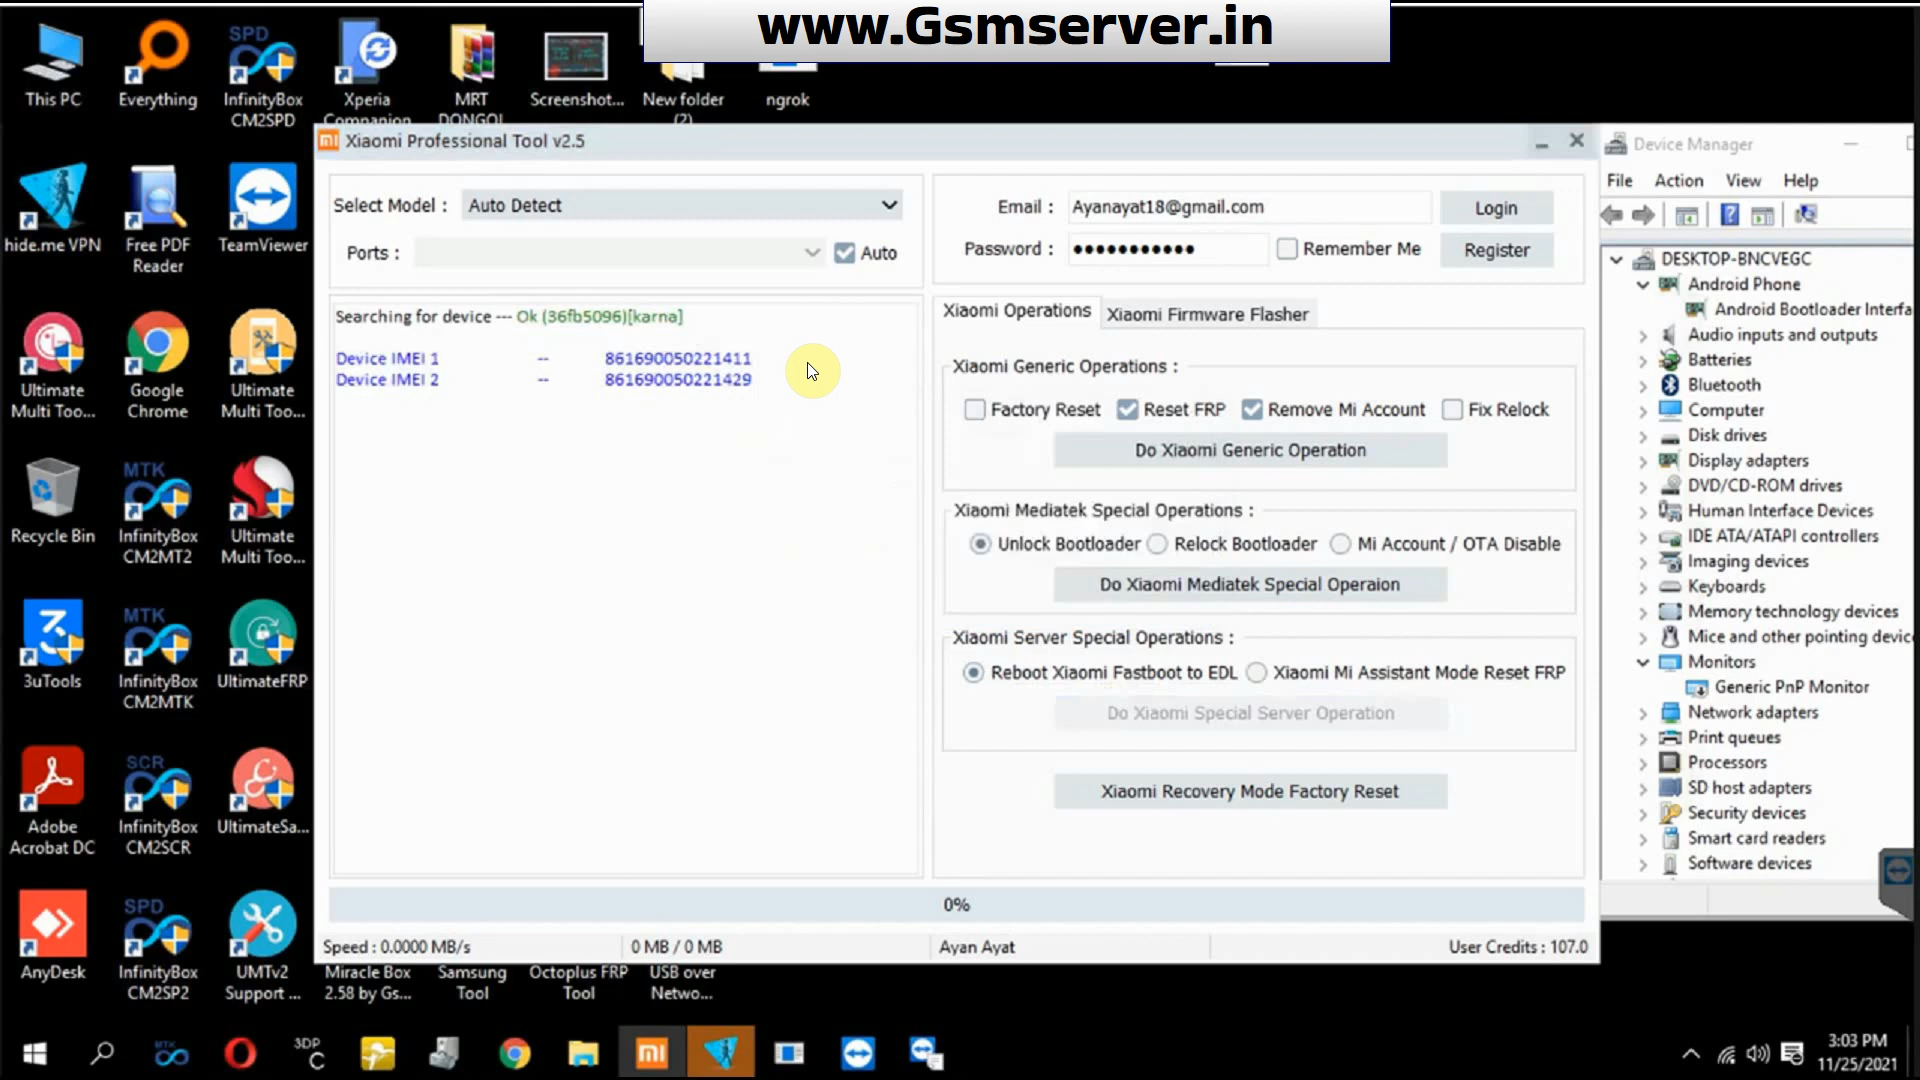 www.Gsmserver.in
This PC
Everything
SPD
InfinityBox
CM2SPD
Xperia
Companion
MRT
DONGOL
Screenshot...
New folder
(2)
ngrok
hide.me VPN
Free PDF
Reader
TeamViewer
Ultimate
Multi Too...
Google
Chrome
Ultimate
Multi Too...
Recycle Bin
MTK
InfinityBox
CM2MT2
Ultimate
Multi Too...
3uTools
MTK
InfinityBox
CM2MTK
UltimateFRP
Adobe
Acrobat DC
SCR
InfinityBox
CM2SCR
UltimateSa...
AnyDesk
SPD
InfinityBox
CM2SP2
UMTv2
Support ...
Miracle Box
2.58 by Gs...
Samsung
Tool
Octoplus FRP
Tool
USB over
Netwo...
Xiaomi Professional Tool v2.5
Select Model :
Auto Detect
Ports :
Auto
Email :
Ayanayat18@gmail.com
Login
Password :
●●●●●●●●●●●
Remember Me
Register
Searching for device --- Ok (36fb5096)[karna]
Device IMEI 1 -- 861690050221411
Device IMEI 2 -- 861690050221429
Xiaomi Operations
Xiaomi Firmware Flasher
Xiaomi Generic Operations :
Factory Reset
Reset FRP
Remove Mi Account
Fix Relock
Do Xiaomi Generic Operation
Xiaomi Mediatek Special Operations :
Unlock Bootloader
Relock Bootloader
Mi Account / OTA Disable
Do Xiaomi Mediatek Special Operaion
Xiaomi Server Special Operations :
Reboot Xiaomi Fastboot to EDL
Xiaomi Mi Assistant Mode Reset FRP
Do Xiaomi Special Server Operation
Xiaomi Recovery Mode Factory Reset
0%
Speed : 0.0000 MB/s
0 MB / 0 MB
Ayan Ayat
User Credits : 107.0
Device Manager
File
Action
View
Help
DESKTOP-BNCVEGC
Android Phone
Android Bootloader Interfa
Audio inputs and outputs
Batteries
Bluetooth
Computer
Disk drives
Display adapters
DVD/CD-ROM drives
Human Interface Devices
IDE ATA/ATAPI controllers
Imaging devices
Keyboards
Memory technology devices
Mice and other pointing devic
Monitors
Generic PnP Monitor
Network adapters
Print queues
Processors
SD host adapters
Security devices
Smart card readers
Software devices
MTK
3DP
C
3:03 PM
11/25/2021